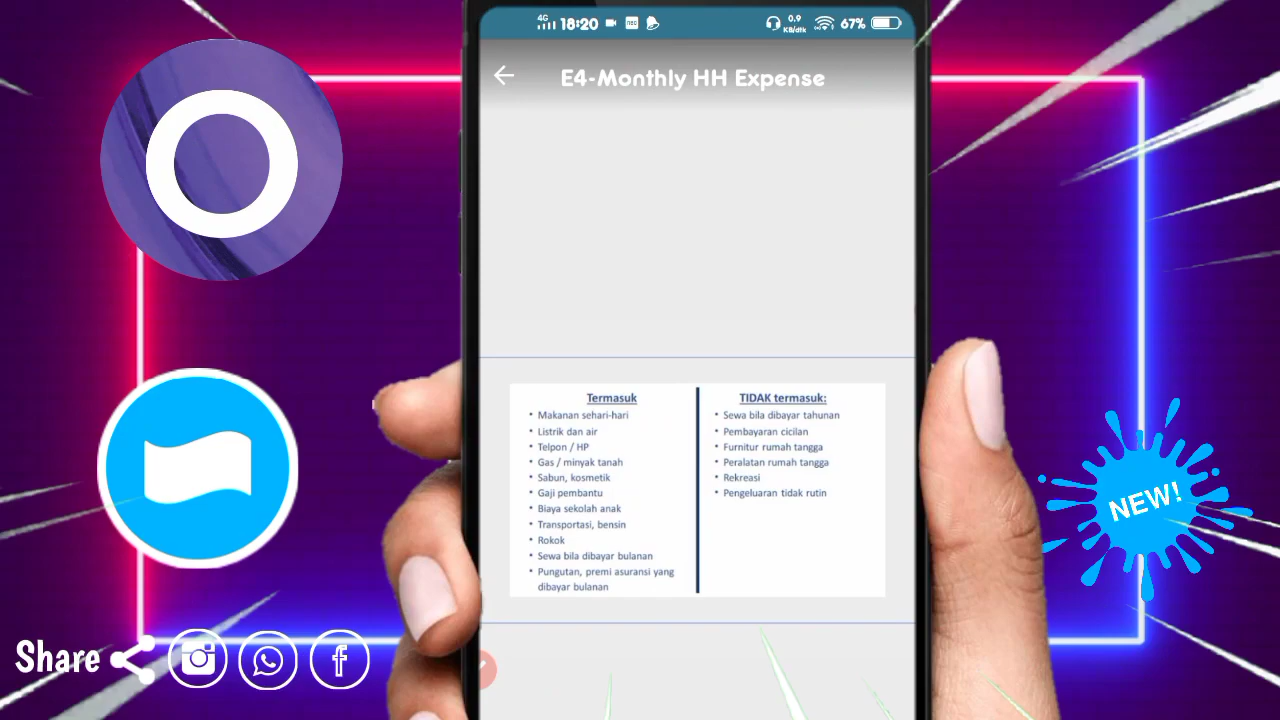 4G 18:20 0.9 KB/dtk 67%
E4-Monthly HH Expense
Termasuk
• Makanan sehari-hari
• Listrik dan air
• Telpon / HP
• Gas / minyak tanah
• Sabun, kosmetik
• Gaji pembantu
• Biaya sekolah anak
• Transportasi, bensin
• Rokok
• Sewa bila dibayar bulanan
• Pungutan, premi asuransi yang
dibayar bulanan
TIDAK termasuk:
• Sewa bila dibayar tahunan
• Pembayaran cicilan
• Furnitur rumah tangga
• Peralatan rumah tangga
• Rekreasi
• Pengeluaran tidak rutin
NEW!
Share